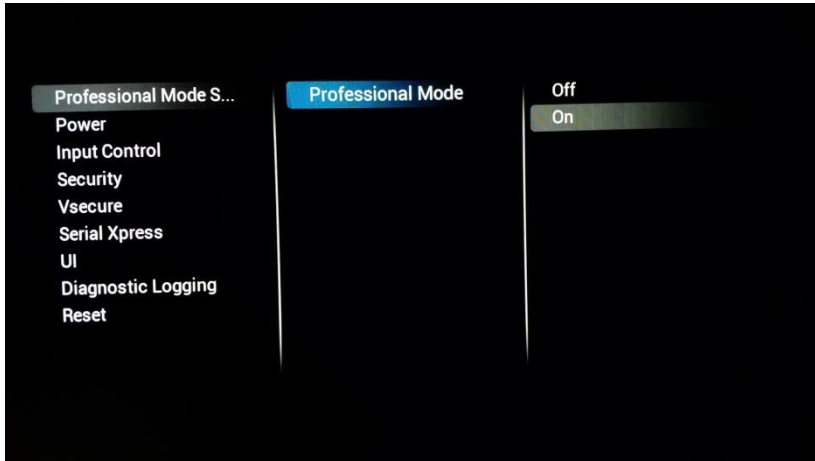 Professional Mode S...
Power
Input Control
Security
Vsecure
Serial Xpress
UI
Diagnostic Logging
Reset
Professional Mode
Off
On